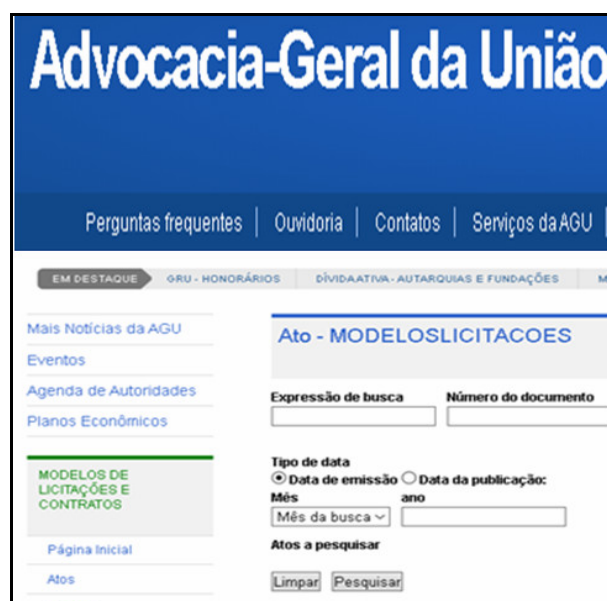 Advocacia-Geral da União
Perguntas frequentes | Ouvidoria | Contatos | Serviços da AGU |
EM DESTAQUE GRU - HONORÁRIOS DÍVIDA ATIVA - AUTARQUIAS E FUNDAÇÕES M
Mais Notícias da AGU
Eventos
Agenda de Autoridades
Planos Econômicos
MODELOS DE
LICITAÇÕES E
CONTRATOS
Página Inicial
Atos
Ato - MODELOSLICITACOES
Expressão de busca Número do documento
Tipo de data
Data de emissão Data da publicação:
Mês ano
Mês da busca
Atos a pesquisar
Limpar Pesquisar